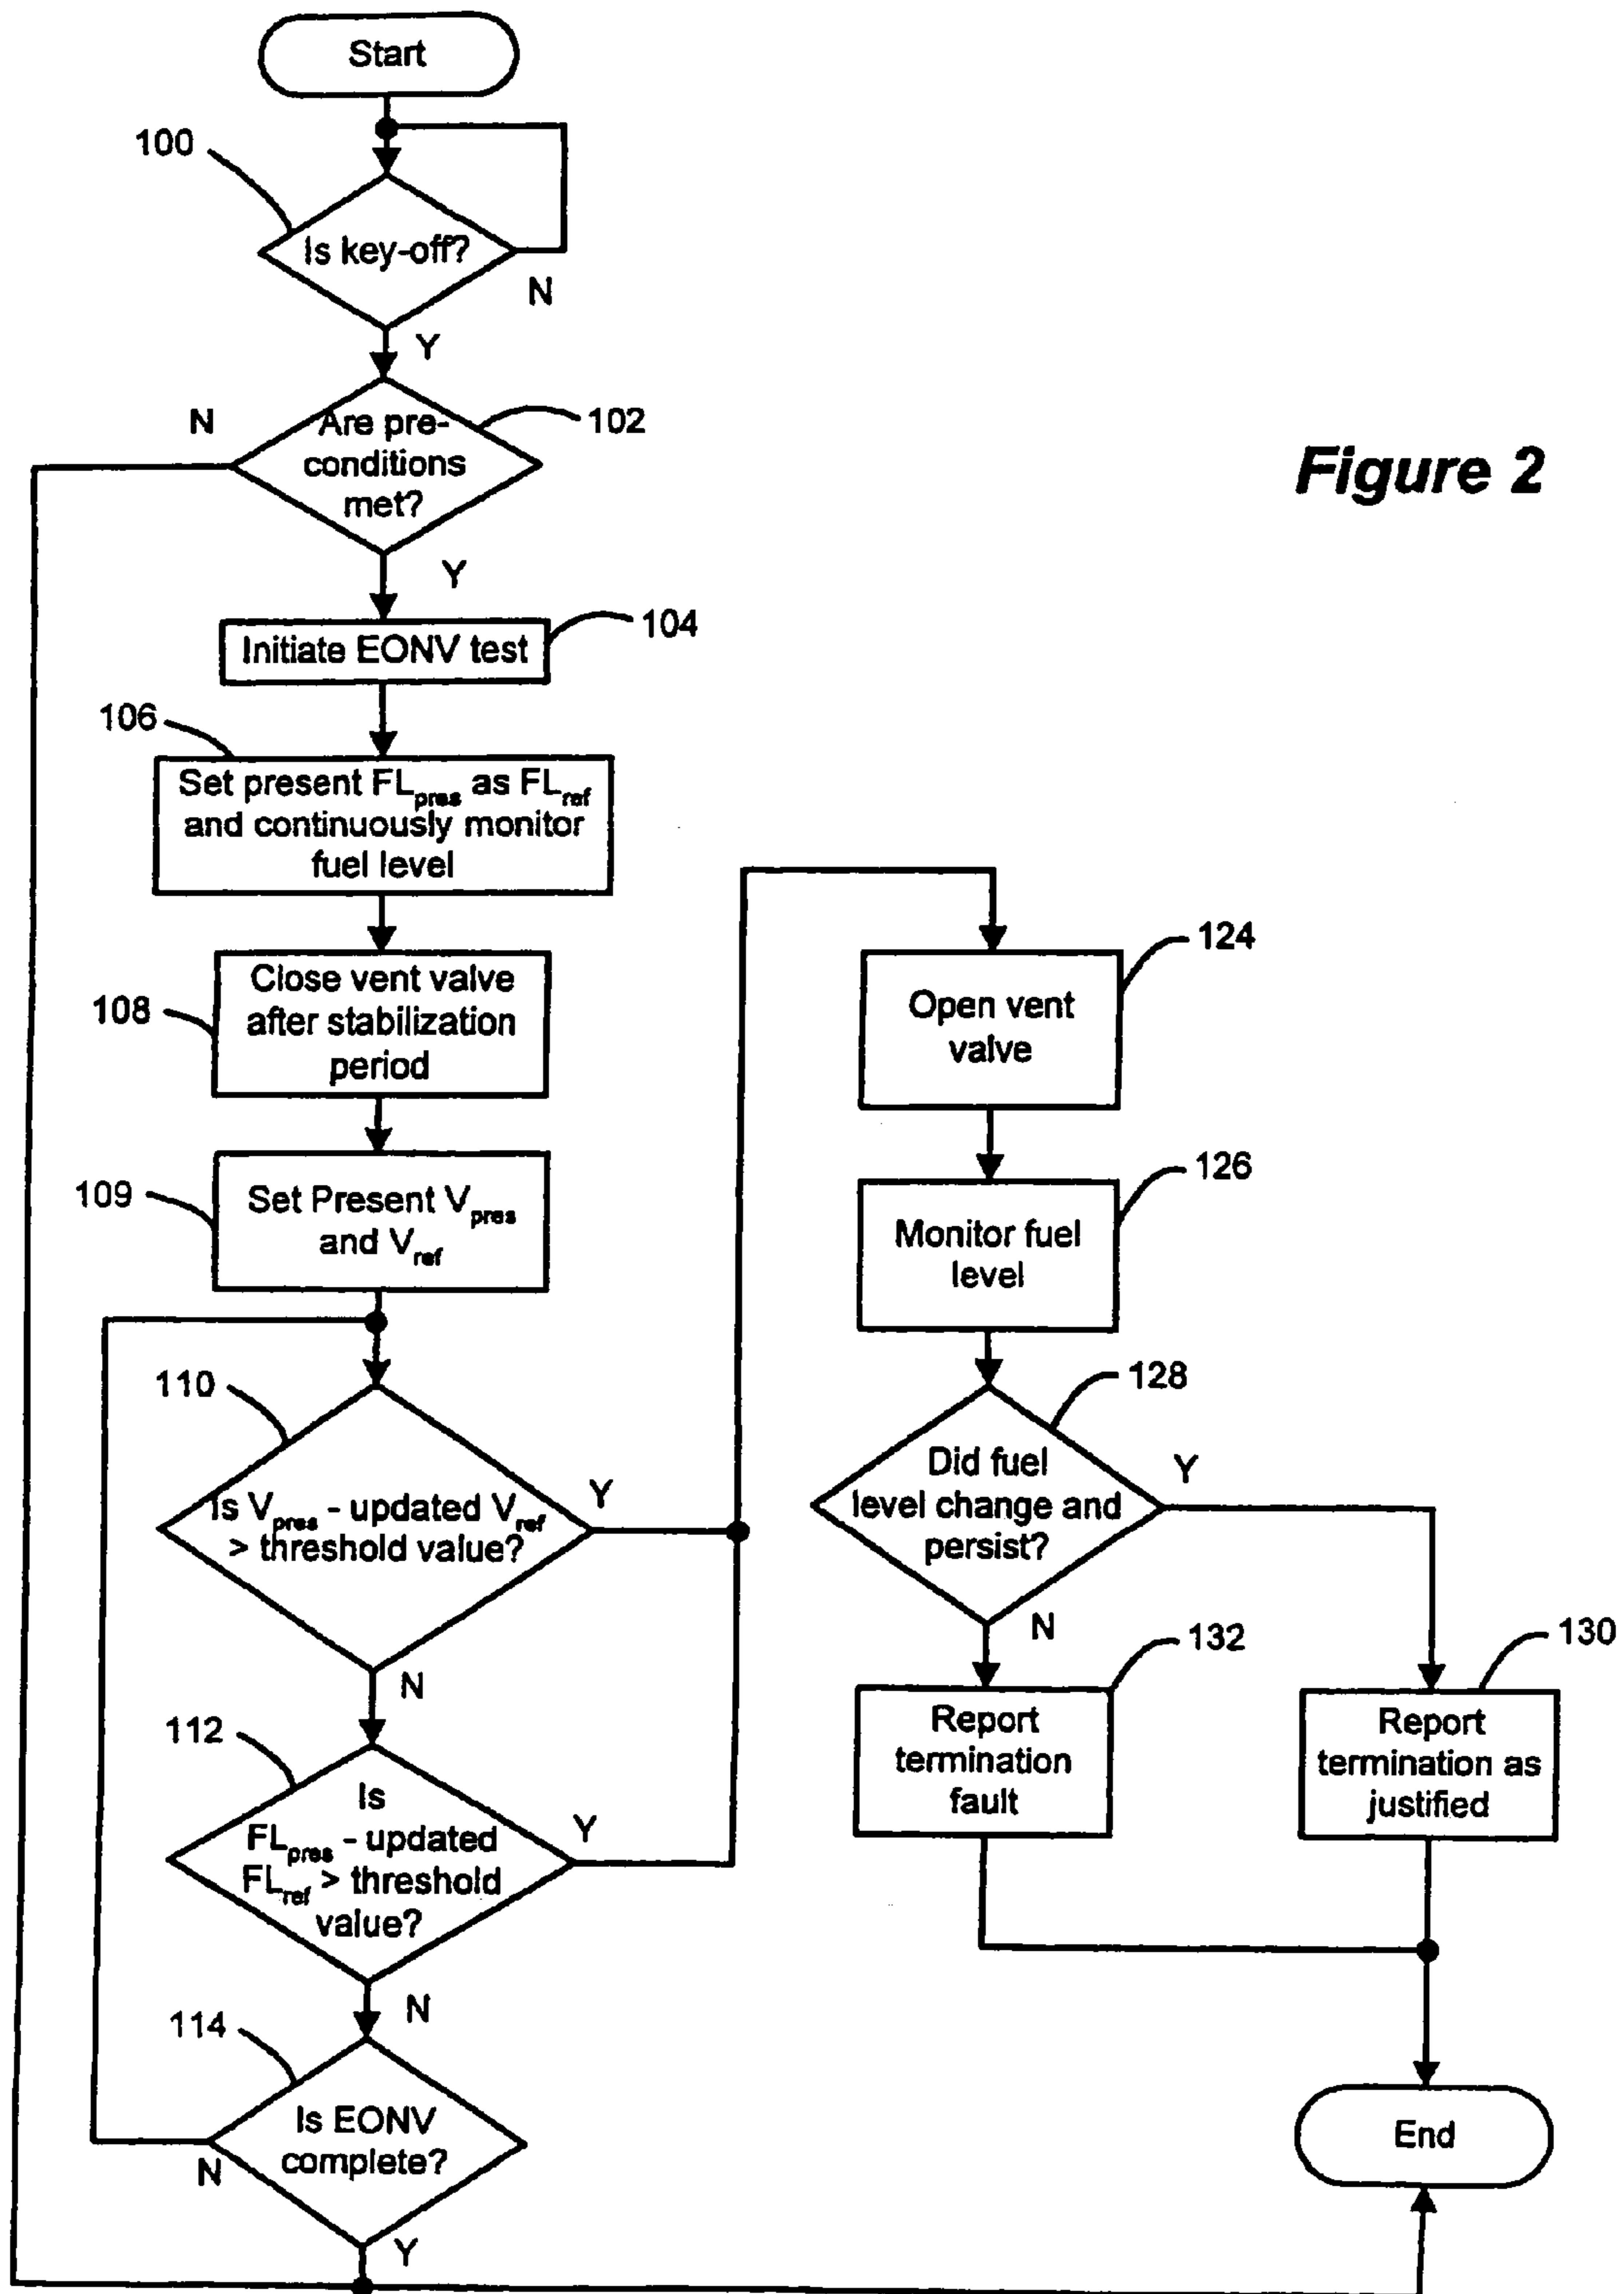 Start
100
Is key-off?
N
Y
N
Are pre-
conditions
met?
102
Figure 2
Y
Initiate EONV test
104
106
Set present FLpres as FLref
and continuously monitor
fuel level
108
Close vent valve
after stabilization
period
109
Set Present Vpres
and Vref
110
Is Vpres - updated Vref
> threshold value?
Y
N
112
Is
FLpres - updated
FLref > threshold
value?
Y
N
114
Is EONV
complete?
N
Y
124
Open vent
valve
126
Monitor fuel
level
128
Did fuel
level change and
persist?
Y
N
132
Report
termination
fault
130
Report
termination as
justified
End